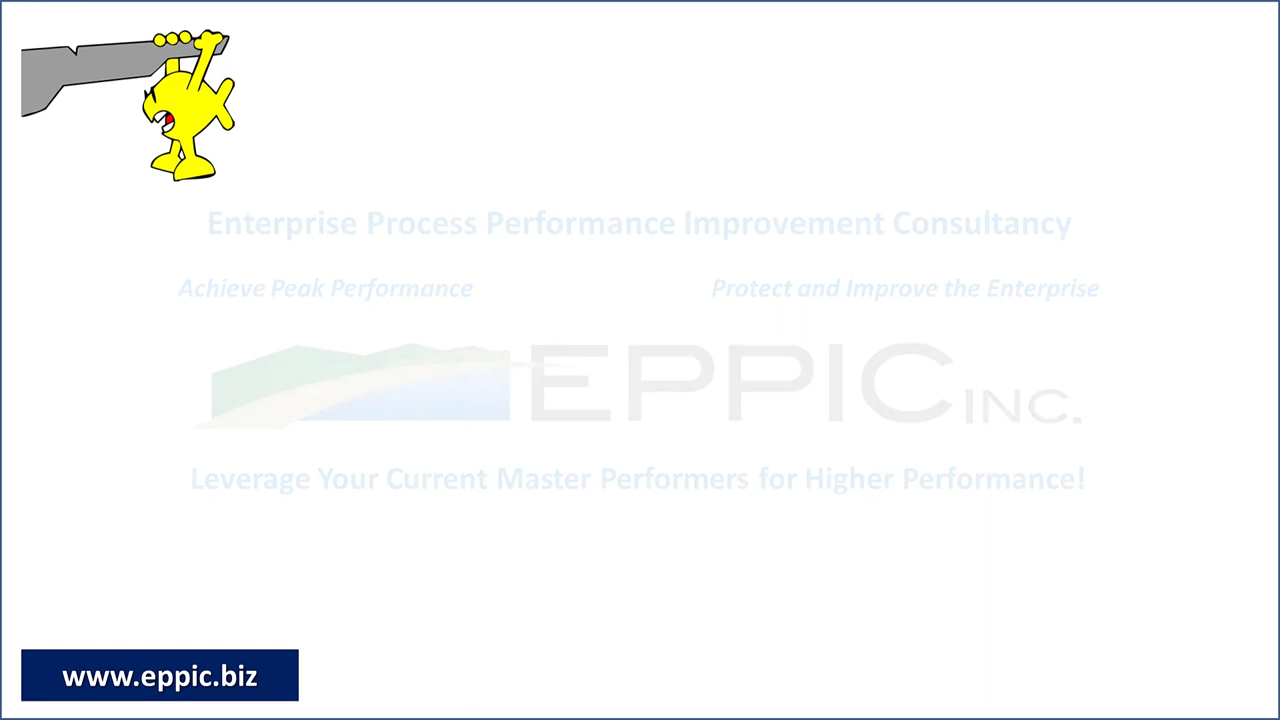 Enterprise Process Performance Improvement Consultancy
Achieve Peak Performance Protect and Improve the Enterprise
EPPIC INC.
Leverage Your Current Master Performers for Higher Performance!
www.eppic.biz